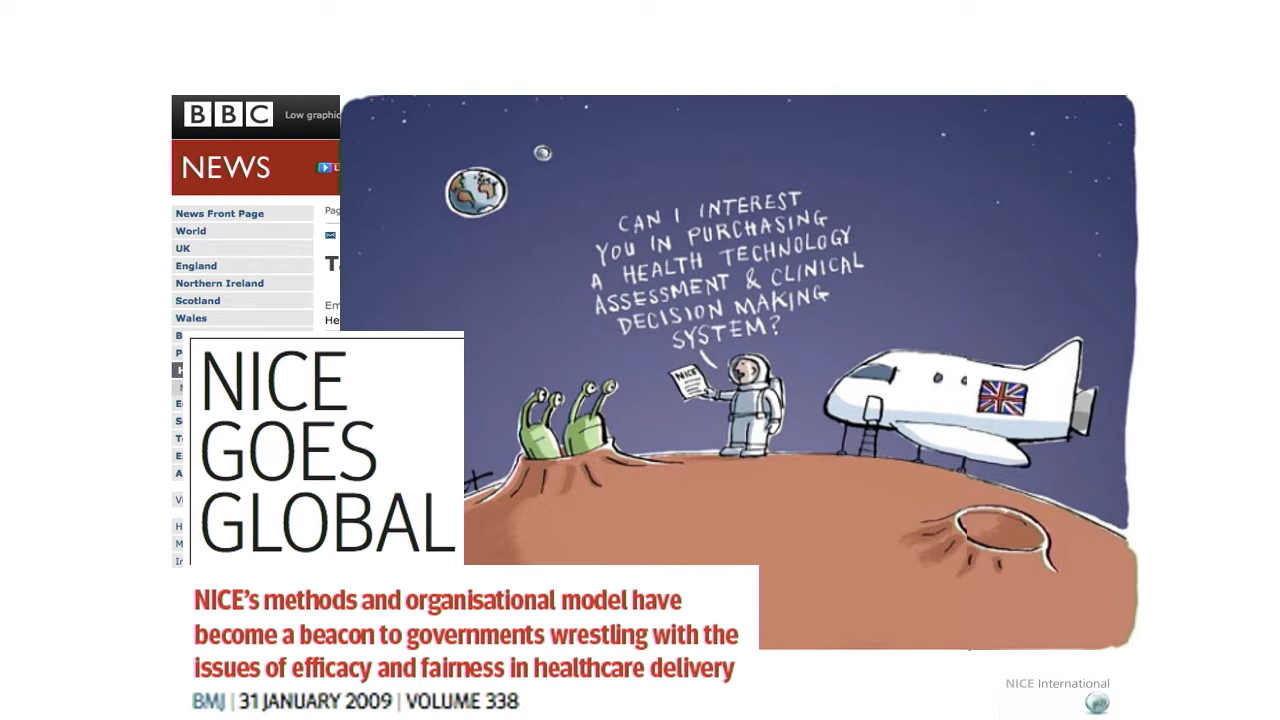 BBC
Low graphic
NEWS
News Front Page
World
UK
England
Northern Ireland
Scotland
Wales
CAN I INTEREST
YOU IN PURCHASING
A HEALTH TECHNOLOGY
ASSESSMENT & CLINICAL
DECISION MAKING
SYSTEM?
NICE
NICE
GOES
GLOBAL
NICE's methods and organisational model have
become a beacon to governments wrestling with the
issues of efficacy and fairness in healthcare delivery
BMJ | 31 JANUARY 2009 | VOLUME 338
NICE International